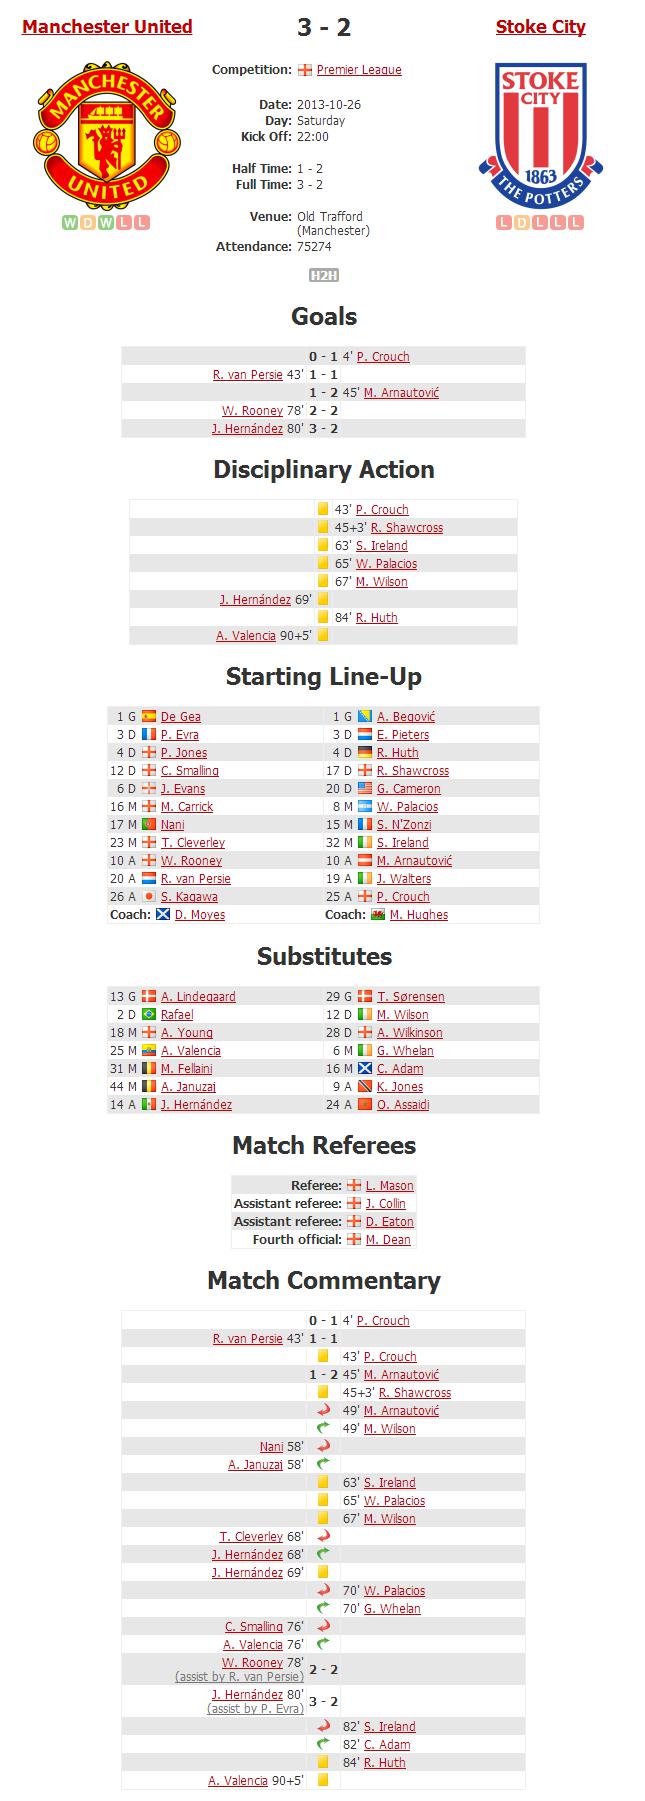 Manchester United 3 - 2 Stoke City
MANCHESTER
UNITED
STOKE
CITY
1863
THE POTTERS
Competition: Premier League
Date: 2013-10-26
Day: Saturday
Kick Off: 22:00
Half Time: 1 - 2
Full Time: 3 - 2
Venue: Old Trafford
(Manchester)
Attendance: 75274
W D W L L
L D L L L
H2H
Goals
0 - 1 4' P. Crouch
R. van Persie 43' 1 - 1
1 - 2 45' M. Arnautović
W. Rooney 78' 2 - 2
J. Hernández 80' 3 - 2
Disciplinary Action
43' P. Crouch
45+3' R. Shawcross
63' S. Ireland
65' W. Palacios
67' M. Wilson
J. Hernández 69'
84' R. Huth
A. Valencia 90+5'
Starting Line-Up
1 G De Gea 1 G A. Begović
3 D P. Evra 3 D E. Pieters
4 D P. Jones 4 D R. Huth
12 D C. Smalling 17 D R. Shawcross
6 D J. Evans 20 D G. Cameron
16 M M. Carrick 8 M W. Palacios
17 M Nani 15 M S. N'Zonzi
23 M T. Cleverley 32 M S. Ireland
10 A W. Rooney 10 A M. Arnautović
20 A R. van Persie 19 A J. Walters
26 A S. Kagawa 25 A P. Crouch
Coach: D. Moyes Coach: M. Hughes
Substitutes
13 G A. Lindegaard 29 G T. Sørensen
2 D Rafael 12 D M. Wilson
18 M A. Young 28 D A. Wilkinson
25 M A. Valencia 6 M G. Whelan
31 M M. Fellaini 16 M C. Adam
44 M A. Januzaj 9 A K. Jones
14 A J. Hernández 24 A O. Assaidi
Match Referees
Referee: L. Mason
Assistant referee: J. Collin
Assistant referee: D. Eaton
Fourth official: M. Dean
Match Commentary
0 - 1 4' P. Crouch
R. van Persie 43' 1 - 1
43' P. Crouch
1 - 2 45' M. Arnautović
45+3' R. Shawcross
49' M. Arnautović
49' M. Wilson
Nani 58'
A. Januzaj 58'
63' S. Ireland
65' W. Palacios
67' M. Wilson
T. Cleverley 68'
J. Hernández 68'
J. Hernández 69'
70' W. Palacios
70' G. Whelan
C. Smalling 76'
A. Valencia 76'
W. Rooney 78' 2 - 2
(assist by R. van Persie)
J. Hernández 80' 3 - 2
(assist by P. Evra)
82' S. Ireland
82' C. Adam
84' R. Huth
A. Valencia 90+5'